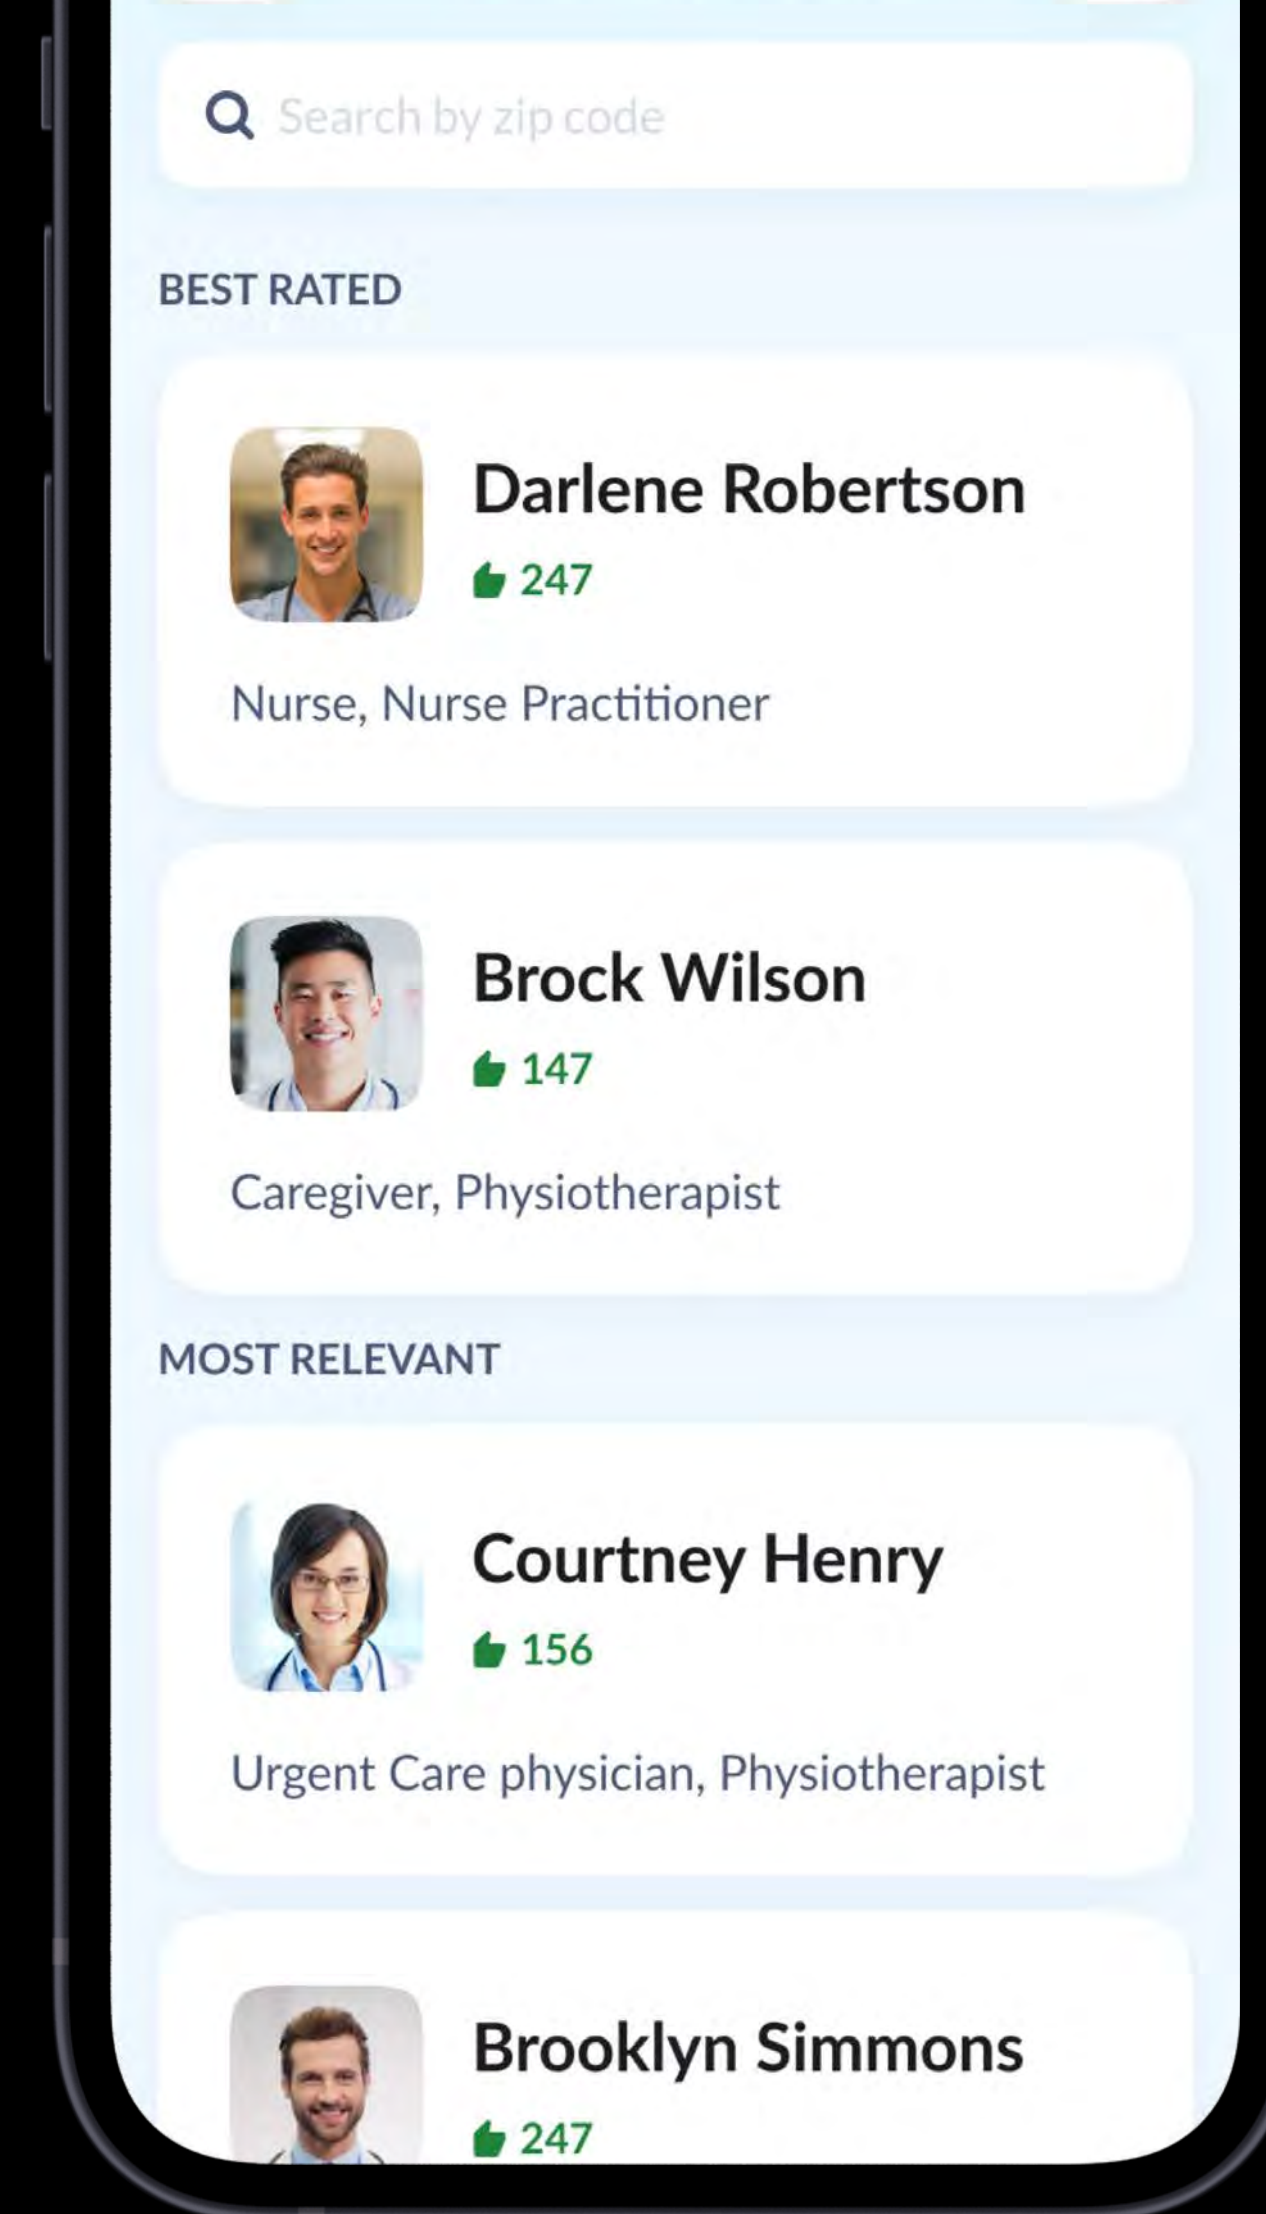 Search by zip code
BEST RATED
Darlene Robertson
247
Nurse, Nurse Practitioner
Brock Wilson
147
Caregiver, Physiotherapist
MOST RELEVANT
Courtney Henry
156
Urgent Care physician, Physiotherapist
Brooklyn Simmons
247